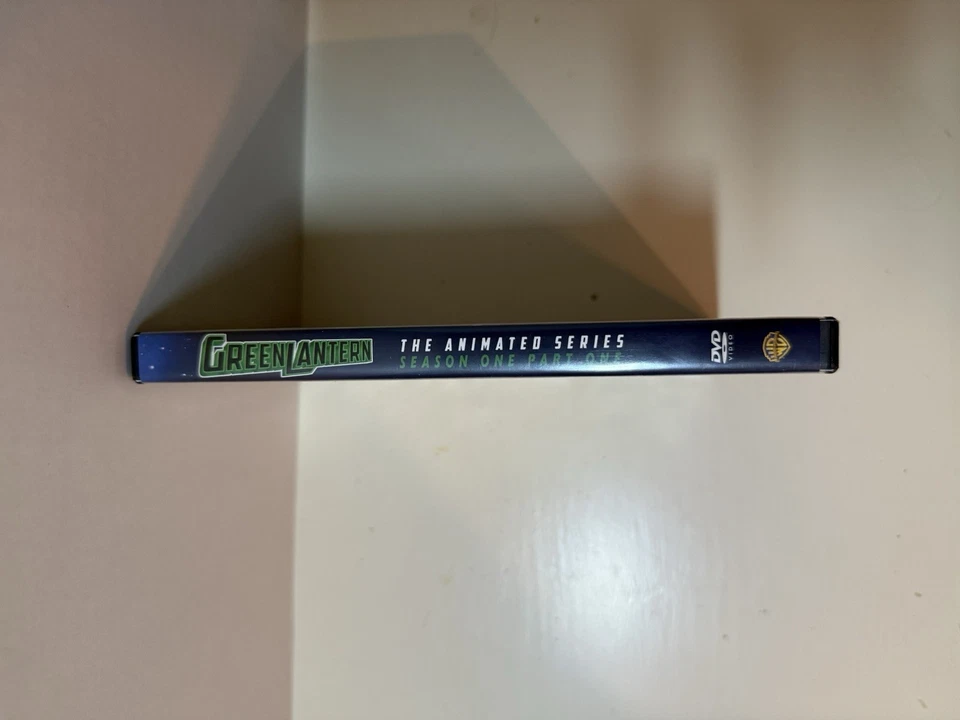 GREEN LANTERN
THE ANIMATED SERIES
SEASON ONE PART ONE
DVD
VIDEO
WB